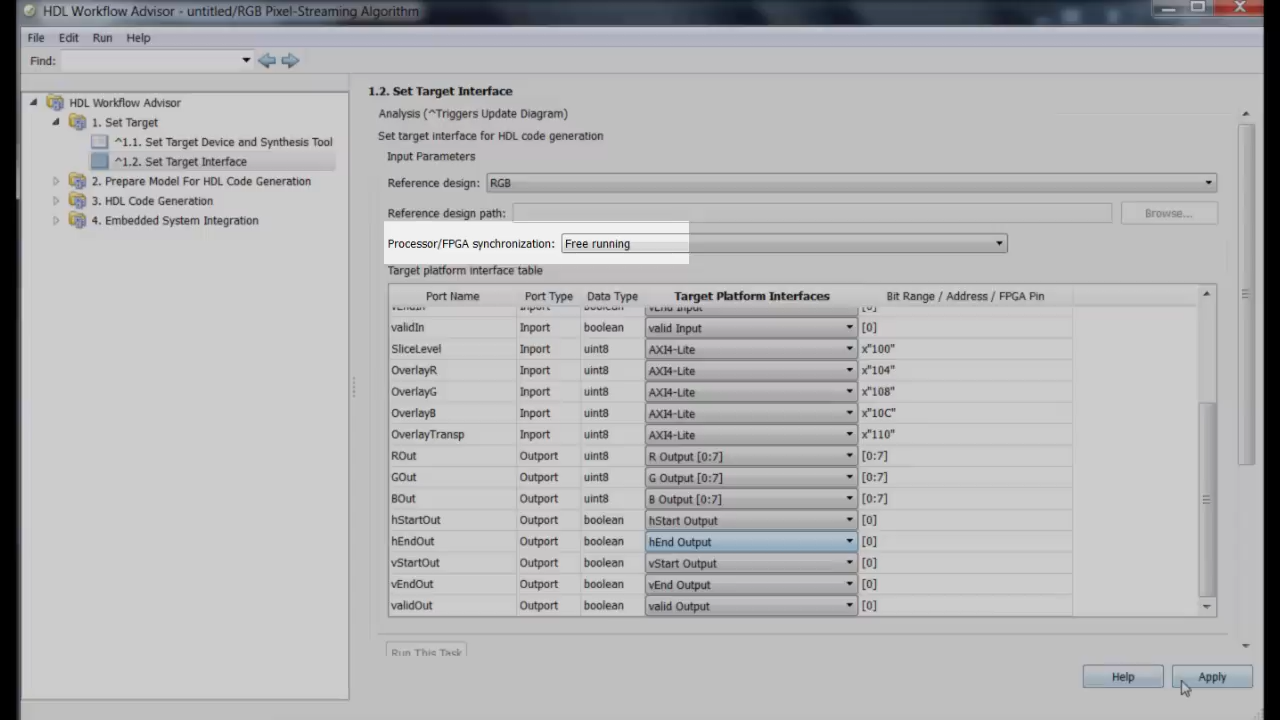 HDL Workflow Advisor - untitled/RGB Pixel-Streaming Algorithm
File Edit Run Help
Find:
HDL Workflow Advisor
1. Set Target
^1.1. Set Target Device and Synthesis Tool
^1.2. Set Target Interface
2. Prepare Model For HDL Code Generation
3. HDL Code Generation
4. Embedded System Integration
1.2. Set Target Interface
Analysis (^Triggers Update Diagram)
Set target interface for HDL code generation
Input Parameters
Reference design: RGB
Reference design path: Browse...
Processor/FPGA synchronization: Free running
Target platform interface table
Port Name Port Type Data Type Target Platform Interfaces Bit Range / Address / FPGA Pin
vEndIn Inport boolean vEnd Input [0]
validIn Inport boolean valid Input [0]
SliceLevel Inport uint8 AXI4-Lite x"100"
OverlayR Inport uint8 AXI4-Lite x"104"
OverlayG Inport uint8 AXI4-Lite x"108"
OverlayB Inport uint8 AXI4-Lite x"10C"
OverlayTransp Inport uint8 AXI4-Lite x"110"
ROut Outport uint8 R Output [0:7] [0:7]
GOut Outport uint8 G Output [0:7] [0:7]
BOut Outport uint8 B Output [0:7] [0:7]
hStartOut Outport boolean hStart Output [0]
hEndOut Outport boolean hEnd Output [0]
vStartOut Outport boolean vStart Output [0]
vEndOut Outport boolean vEnd Output [0]
validOut Outport boolean valid Output [0]
Run This Task
Help Apply